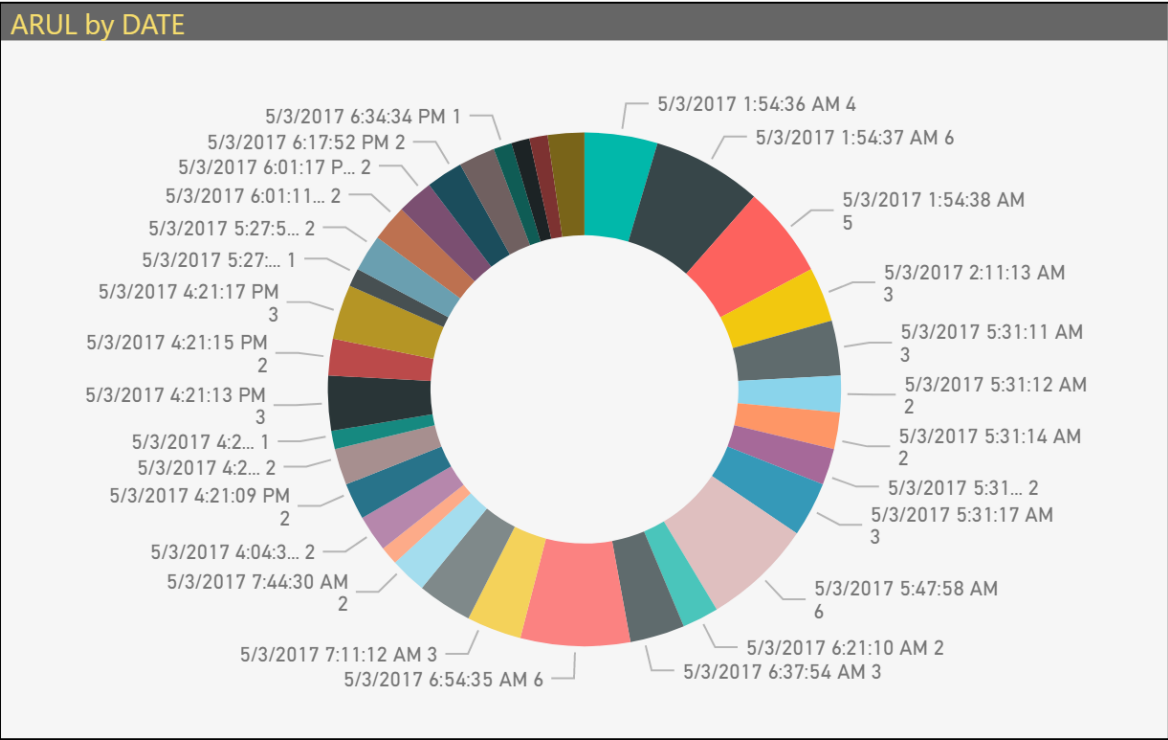 ARUL by DATE
5/3/2017 1:54:36 AM 4
5/3/2017 1:54:37 AM 6
5/3/2017 1:54:38 AM
5
5/3/2017 2:11:13 AM
3
5/3/2017 5:31:11 AM
3
5/3/2017 5:31:12 AM
2
5/3/2017 5:31:14 AM
2
5/3/2017 5:31... 2
5/3/2017 5:31:17 AM
3
5/3/2017 5:47:58 AM
6
5/3/2017 6:21:10 AM 2
5/3/2017 6:37:54 AM 3
5/3/2017 6:54:35 AM 6
5/3/2017 7:11:12 AM 3
5/3/2017 7:44:30 AM
2
5/3/2017 4:04:3... 2
5/3/2017 4:21:09 PM
2
5/3/2017 4:2... 2
5/3/2017 4:2... 1
5/3/2017 4:21:13 PM
3
5/3/2017 4:21:15 PM
2
5/3/2017 4:21:17 PM
3
5/3/2017 5:27:... 1
5/3/2017 5:27:5... 2
5/3/2017 6:01:11... 2
5/3/2017 6:01:17 P... 2
5/3/2017 6:17:52 PM 2
5/3/2017 6:34:34 PM 1